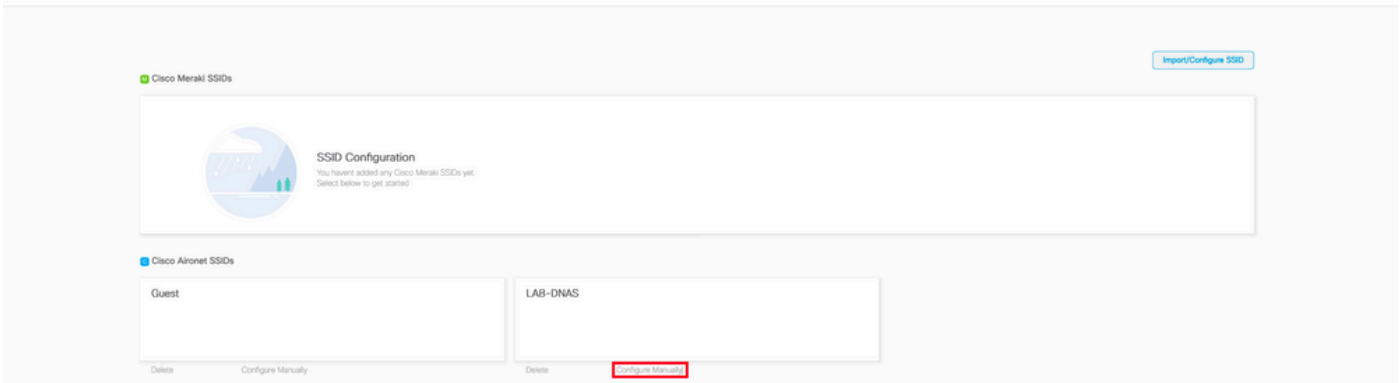 Import/Configure SSID
M Cisco Meraki SSIDs
SSID Configuration
You havent added any Cisco Meraki SSIDs yet.
Select below to get started
C Cisco Aironet SSIDs
Guest
LAB-DNAS
Delete Configure Manually
Delete Configure Manually